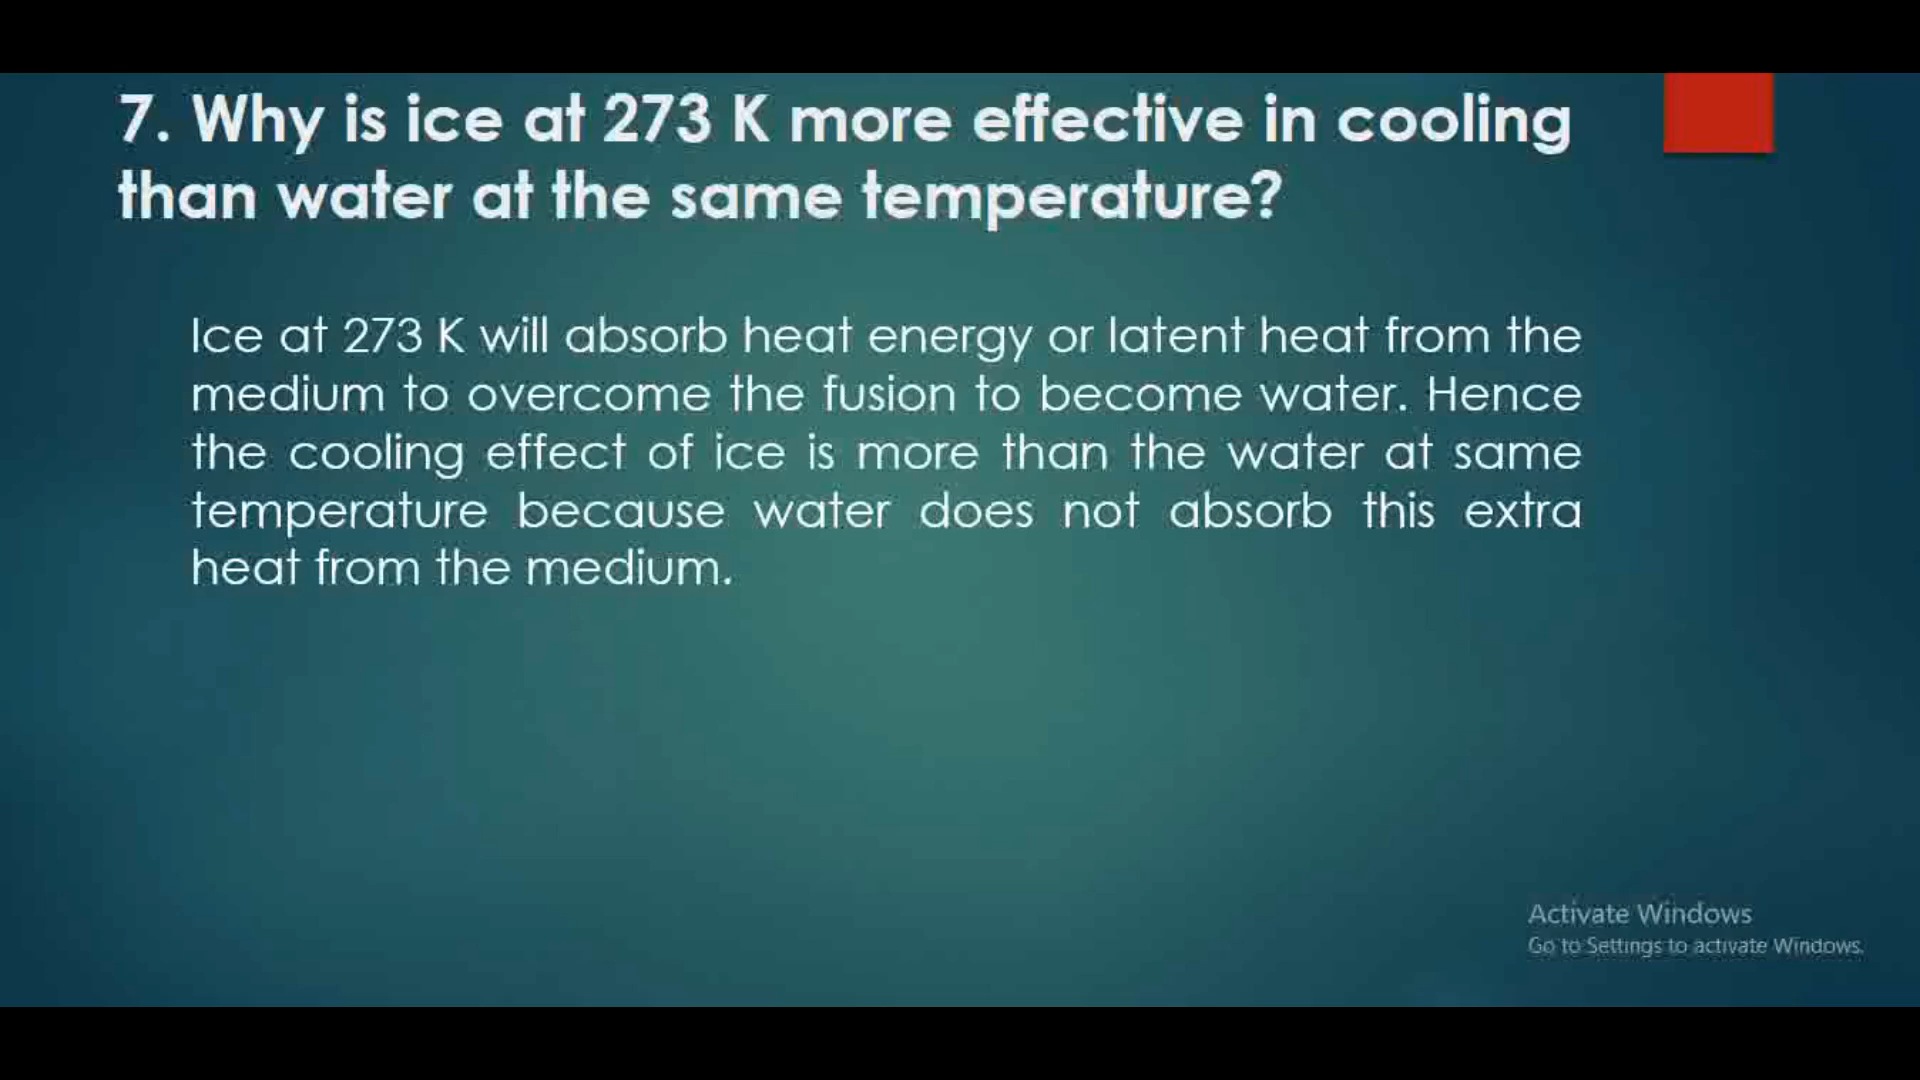 7. Why is ice at 273 K more effective in cooling
than water at the same temperature?
Ice at 273 K will absorb heat energy or latent heat from the
medium to overcome the fusion to become water. Hence
the cooling effect of ice is more than the water at same
temperature because water does not absorb this extra
heat from the medium.
Activate Windows
Go to Settings to activate Windows.